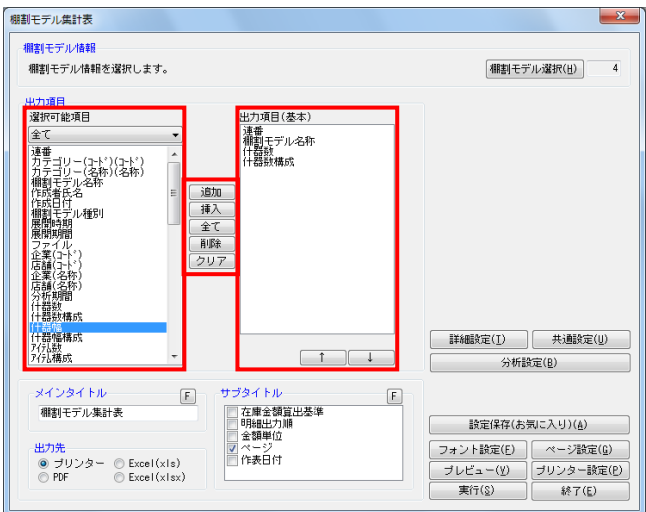 棚割モデル集計表
棚割モデル情報
棚割モデル情報を選択します。
棚割モデル選択(H)
4
出力項目
選択可能項目
全て
連番
カテゴリー(コード)(コード)
カテゴリー(名称)(名称)
棚割モデル名称
作成者氏名
作成日付
棚割モデル種別
展開時期
展開期間
ファイル
企業(コード)
店舗(コード)
企業(名称)
店舗(名称)
分析期間
什器数
什器数構成
什器幅
什器幅構成
アイテム数
アイテム構成
追加
挿入
全て
削除
クリア
出力項目(基本)
連番
棚割モデル名称
什器数
什器数構成
↑
↓
詳細設定(I)
共通設定(U)
分析設定(B)
メインタイトル
F
棚割モデル集計表
サブタイトル
F
在庫金額算出基準
明細出力順
金額単位
ページ
作表日付
出力先
プリンター
Excel(xls)
PDF
Excel(xlsx)
設定保存(お気に入り)(A)
フォント設定(F)
ページ設定(G)
プレビュー(V)
プリンター設定(P)
実行(S)
終了(E)